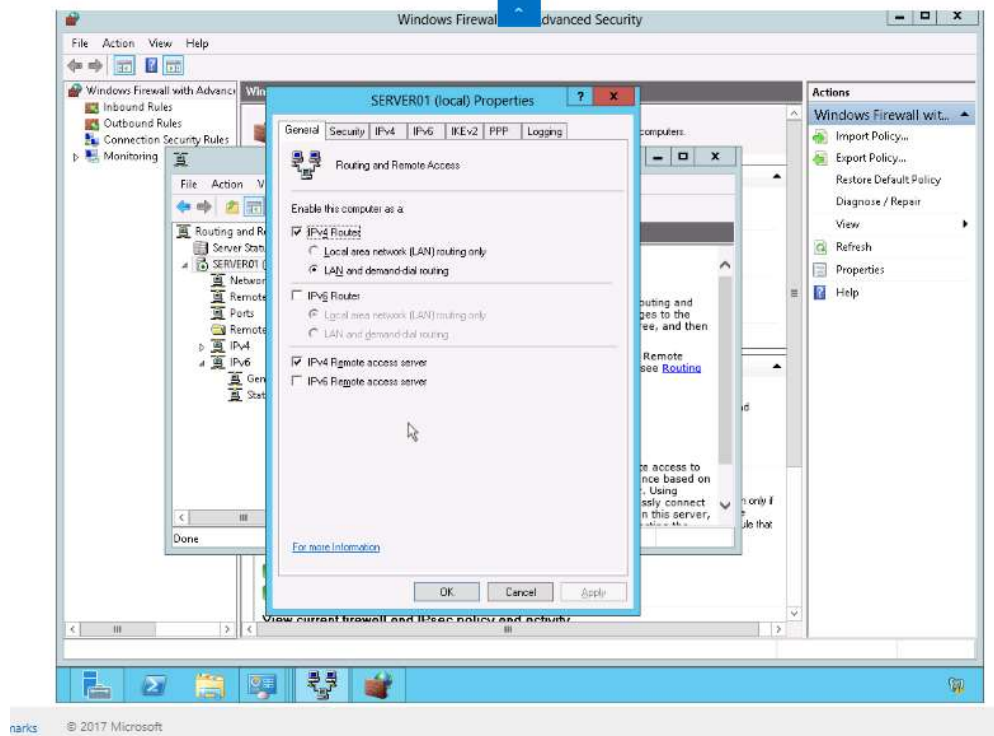 Windows Firewal dvanced Security
File Action View Help
Windows Firewall with Advance
Inbound Rules
Outbound Rules
Connection Security Rules
Monitoring
Win
computers.
File Action V
Routing and Re
Server Statu
SERVER01 (
Networ
Remote
Ports
Remote
IPv4
IPv6
Gen
Stat
Done
outing and
ges to the
ree, and then
Remote
see Routing
te access to
nce based on
. Using
ssly connect
n this server,
n only if
ule that
SERVER01 (local) Properties
General Security IPv4 IPv6 IKEv2 PPP Logging
Routing and Remote Access
Enable this computer as a:
IPv4 Router
Local area network (LAN) routing only
LAN and demand-dial routing
IPv6 Router
Local area network (LAN) routing only
LAN and demand-dial routing
IPv4 Remote access server
IPv6 Remote access server
For more Information
OK Cancel Apply
View current firewall and IPsec policy and activity
Actions
Windows Firewall wit...
Import Policy...
Export Policy...
Restore Default Policy
Diagnose / Repair
View
Refresh
Properties
Help
narks © 2017 Microsoft